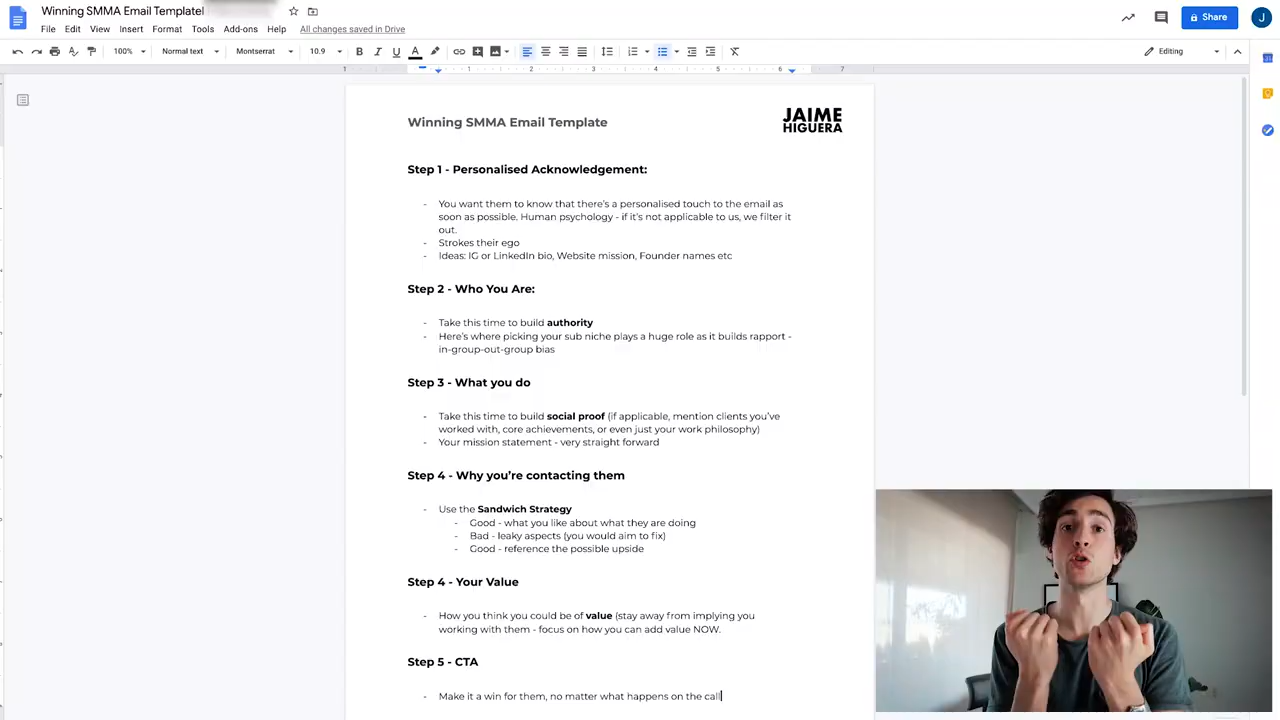 Winning SMMA Email Template!
File Edit View Insert Format Tools Add-ons Help All changes saved in Drive
Share
J
100% Normal text Montserrat 10.9 B I U A Editing
1 1 2 3 4 5 6 7
Winning SMMA Email Template
JAIME
HIGUERA
Step 1 - Personalised Acknowledgement:
- You want them to know that there's a personalised touch to the email as
soon as possible. Human psychology - if it's not applicable to us, we filter it
out.
- Strokes their ego
- Ideas: IG or LinkedIn bio, Website mission, Founder names etc
Step 2 - Who You Are:
- Take this time to build authority
- Here's where picking your sub niche plays a huge role as it builds rapport -
in-group-out-group bias
Step 3 - What you do
- Take this time to build social proof (if applicable, mention clients you've
worked with, core achievements, or even just your work philosophy)
- Your mission statement - very straight forward
Step 4 - Why you're contacting them
- Use the Sandwich Strategy
- Good - what you like about what they are doing
- Bad - leaky aspects (you would aim to fix)
- Good - reference the possible upside
Step 4 - Your Value
- How you think you could be of value (stay away from implying you
working with them - focus on how you can add value NOW.
Step 5 - CTA
- Make it a win for them, no matter what happens on the call